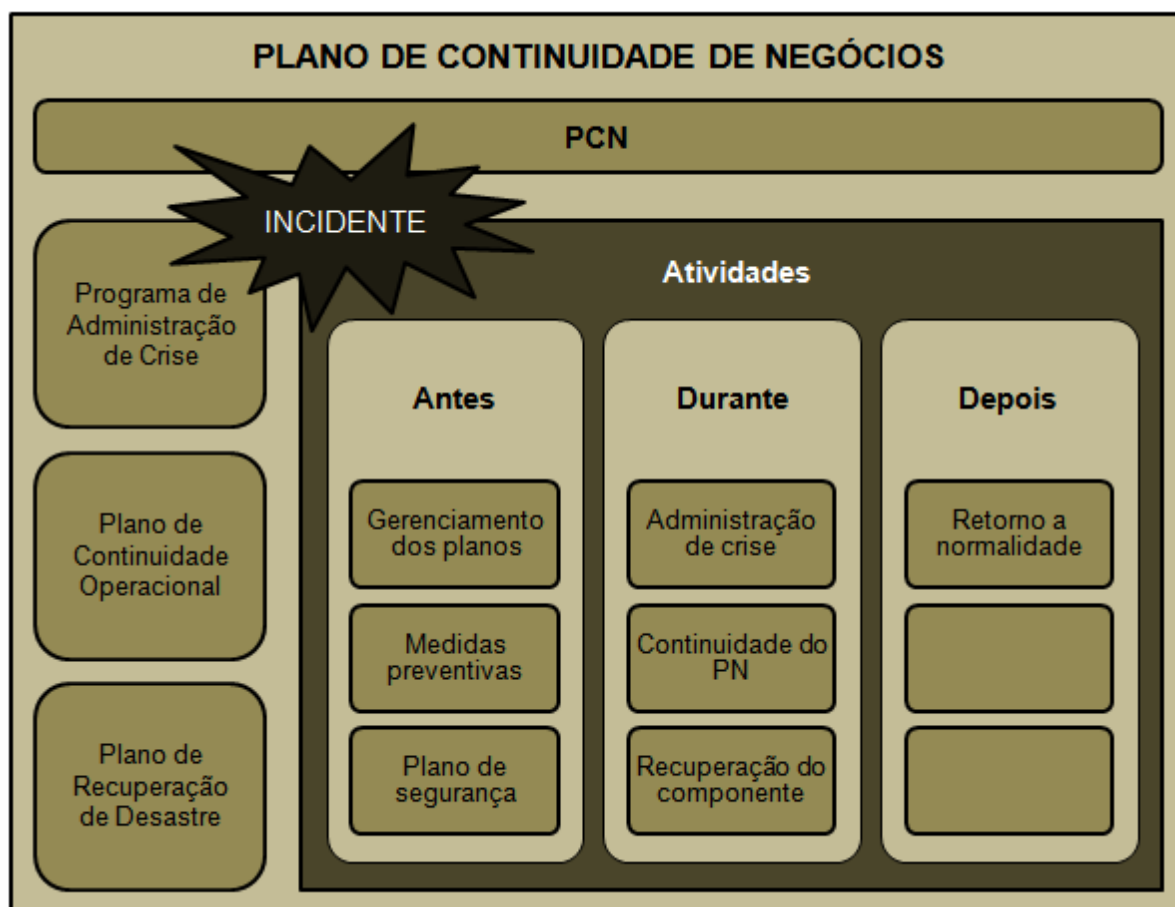 PLANO DE CONTINUIDADE DE NEGÓCIOS
PCN
INCIDENTE
Programa de
Administração
de Crise
Plano de
Continuidade
Operacional
Plano de
Recuperação
de Desastre
Atividades
Antes
Gerenciamento
dos planos
Medidas
preventivas
Plano de
segurança
Durante
Administração
de crise
Continuidade do
PN
Recuperação do
componente
Depois
Retorno a
normalidade